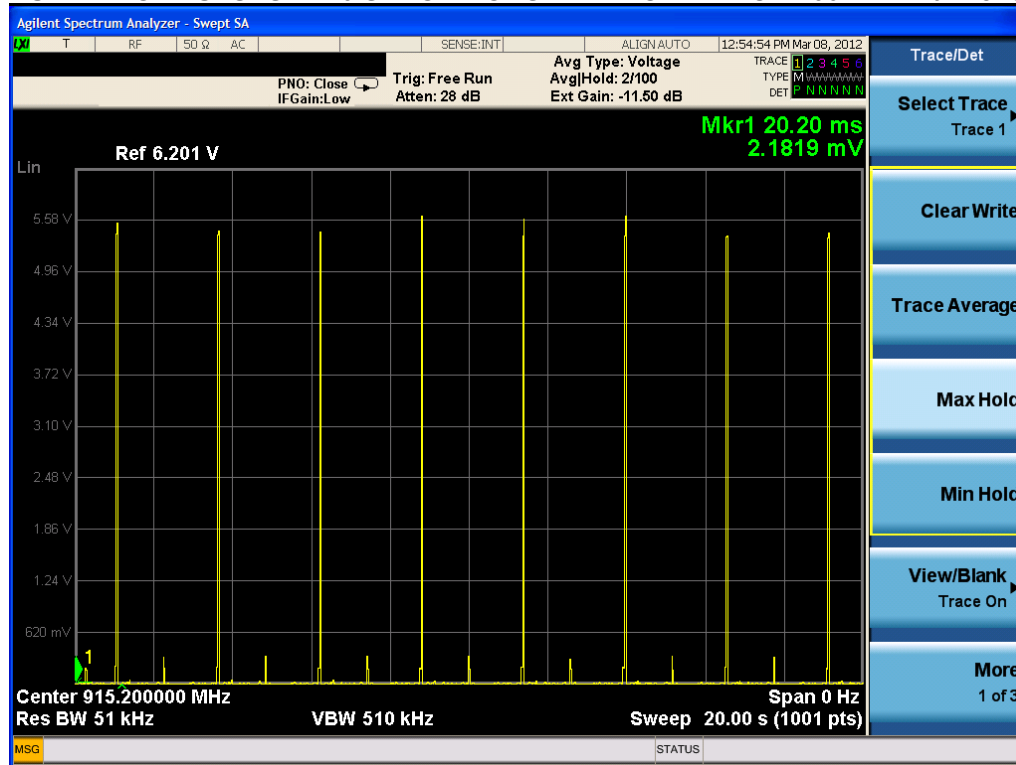 Agilent Spectrum Analyzer - Swept SA
LXI T RF 50 Ω AC SENSE:INT ALIGN AUTO 12:54:54 PM Mar 08, 2012
Avg Type: Voltage TRACE 1 2 3 4 5 6
PNO: Close Trig: Free Run Avg|Hold: 2/100 TYPE M WWWWW
IFGain:Low Atten: 28 dB Ext Gain: -11.50 dB DET P N N N N N
Trace/Det
Select Trace
Trace 1
Mkr1 20.20 ms
2.1819 mV
Ref 6.201 V
Lin
5.58 V
4.96 V
4.34 V
3.72 V
3.10 V
2.48 V
1.86 V
1.24 V
620 mV
1
Clear Write
Trace Average
Max Hold
Min Hold
View/Blank
Trace On
More
1 of 3
Center 915.200000 MHz Span 0 Hz
Res BW 51 kHz VBW 510 kHz Sweep 20.00 s (1001 pts)
MSG STATUS